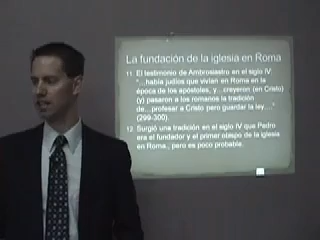 La fundación de la iglesia en Roma
11. El testimonio de Ambrosiastro en el siglo IV
"...había judíos que vivían en Roma en la
época de los apóstoles, y...creyeron (en Cristo)
(y) pasaron a los romanos la tradición
de...profesar a Cristo pero guardar la ley..."
(299-300).
12. Surgió una tradición en el siglo IV que Pedro
era el fundador y el primer obispo de la iglesia
en Roma,, pero es poco probable.